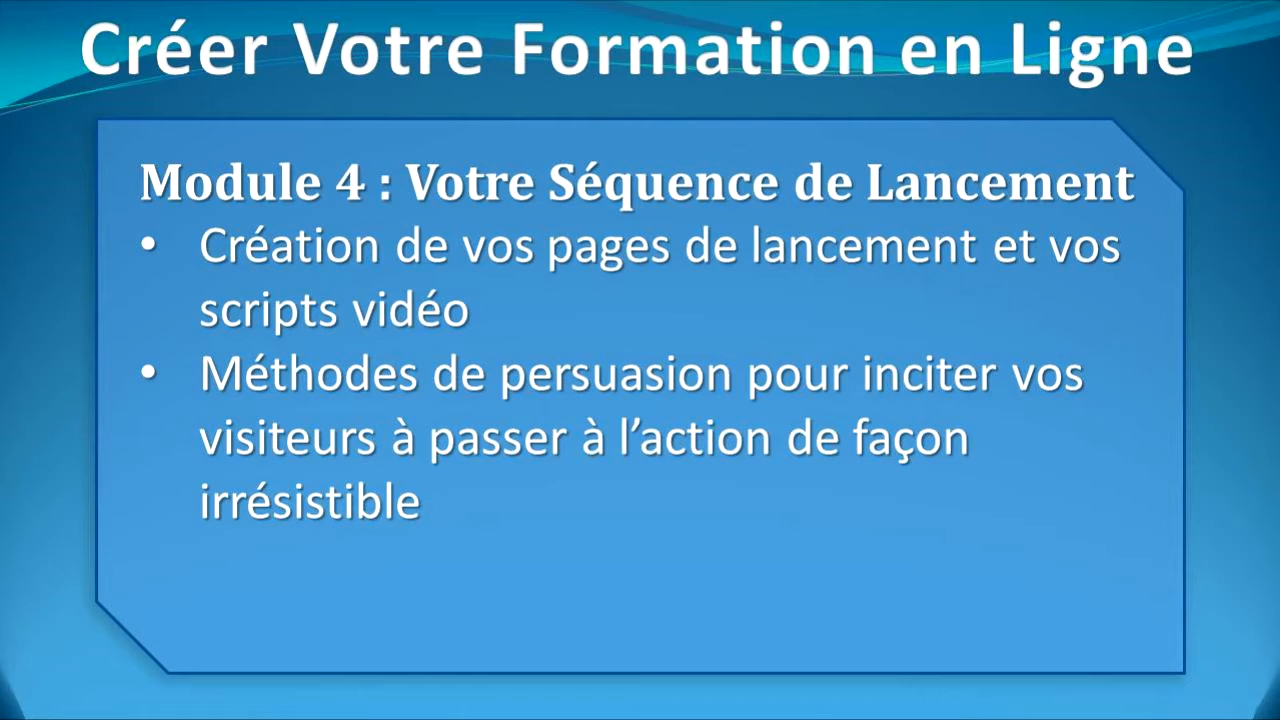 Créer Votre Formation en Ligne
Module 4 : Votre Séquence de Lancement
• Création de vos pages de lancement et vos
scripts vidéo
• Méthodes de persuasion pour inciter vos
visiteurs à passer à l’action de façon
irrésistible